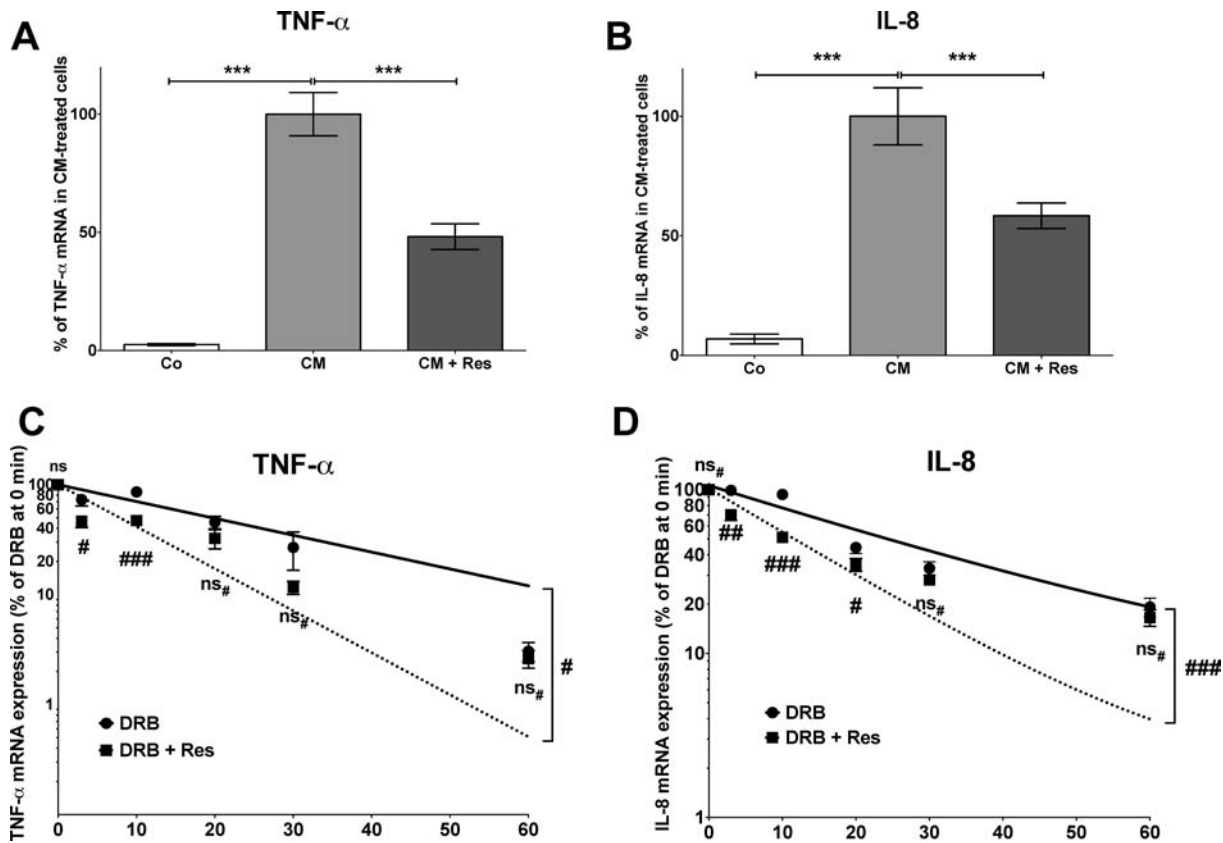 A
TNF-α
% of TNF-α mRNA in CM-treated cells
100
50
0
***
***
Co
CM
CM + Res
B
IL-8
% of IL-8 mRNA in CM-treated cells
100
50
0
***
***
Co
CM
CM + Res
C
TNF-α
TNF-α mRNA expression (% of DRB at 0 min)
100
80
60
40
20
10
1
ns
#
###
ns#
ns#
ns#
#
DRB
DRB + Res
0
10
20
30
40
50
60
D
IL-8
IL-8 mRNA expression (% of DRB at 0 min)
100
80
60
40
20
10
1
ns#
##
###
#
ns#
ns#
###
DRB
DRB + Res
0
10
20
30
40
50
60